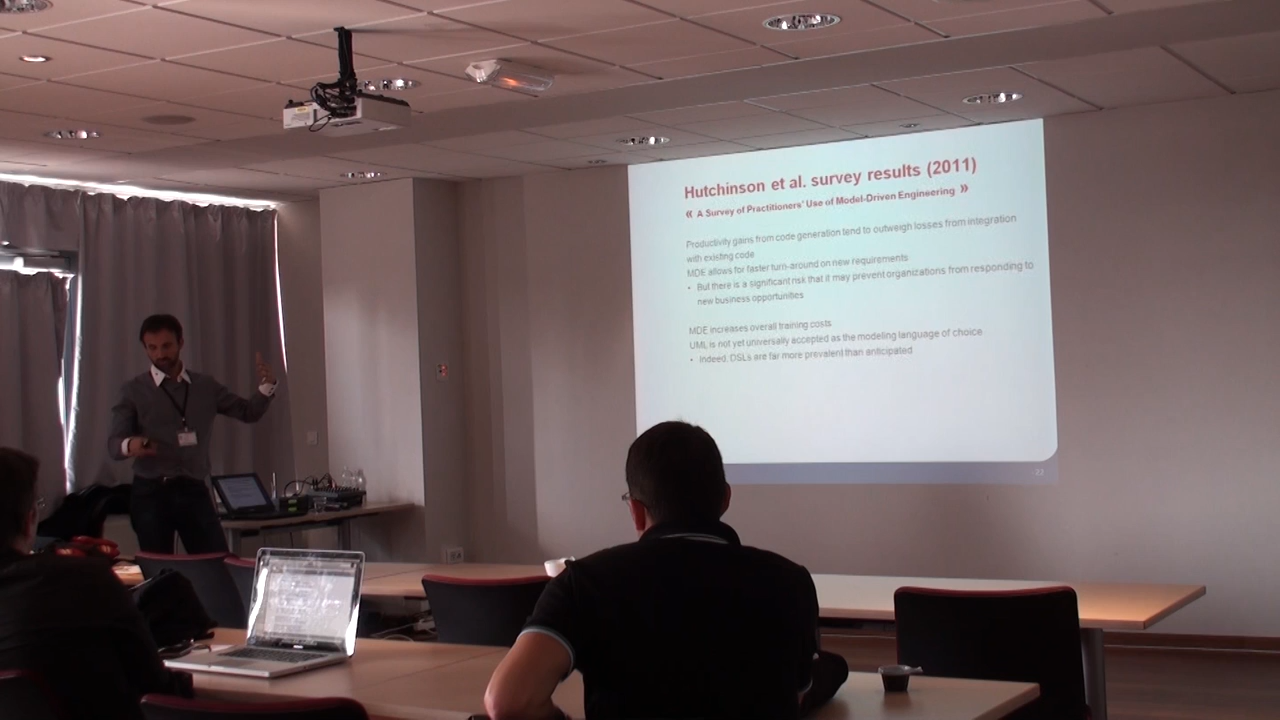 Hutchinson et al. survey results (2011)
« A Survey of Practitioners' Use of Model-Driven Engineering »
Productivity gains from code generation tend to outweigh losses from integration
with existing code
MDE allows for faster turn-around on new requirements
• But there is a significant risk that it may prevent organizations from responding to
new business opportunities
MDE increases overall training costs
UML is not yet universally accepted as the modeling language of choice
• Indeed, DSLs are far more prevalent than anticipated
22